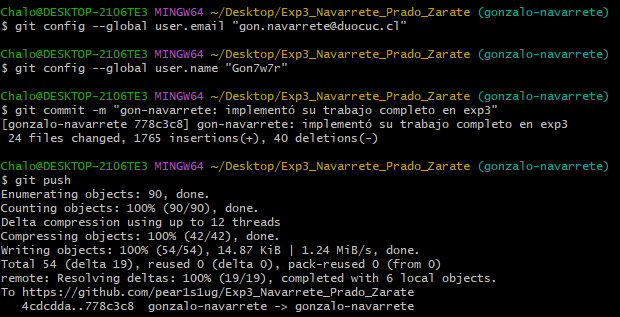 Chalo@DESKTOP-21O6TE3 MINGW64 ~/Desktop/Exp3_Navarrete_Prado_Zarate (gonzalo-navarrete)
$ git config --global user.email "gon.navarrete@duocuc.cl"
Chalo@DESKTOP-21O6TE3 MINGW64 ~/Desktop/Exp3_Navarrete_Prado_Zarate (gonzalo-navarrete)
$ git config --global user.name "Gon7w7r"
Chalo@DESKTOP-21O6TE3 MINGW64 ~/Desktop/Exp3_Navarrete_Prado_Zarate (gonzalo-navarrete)
$ git commit -m "gon-navarrete: implementó su trabajo completo en exp3"
[gonzalo-navarrete 778c3c8] gon-navarrete: implementó su trabajo completo en exp3
24 files changed, 1765 insertions(+), 40 deletions(-)
Chalo@DESKTOP-21O6TE3 MINGW64 ~/Desktop/Exp3_Navarrete_Prado_Zarate (gonzalo-navarrete)
$ git push
Enumerating objects: 90, done.
Counting objects: 100% (90/90), done.
Delta compression using up to 12 threads
Compressing objects: 100% (42/42), done.
Writing objects: 100% (54/54), 14.87 KiB | 1.24 MiB/s, done.
Total 54 (delta 19), reused 0 (delta 0), pack-reused 0 (from 0)
remote: Resolving deltas: 100% (19/19), completed with 6 local objects.
To https://github.com/pear1s1ug/Exp3_Navarrete_Prado_Zarate
4cdcdda..778c3c8  gonzalo-navarrete -> gonzalo-navarrete